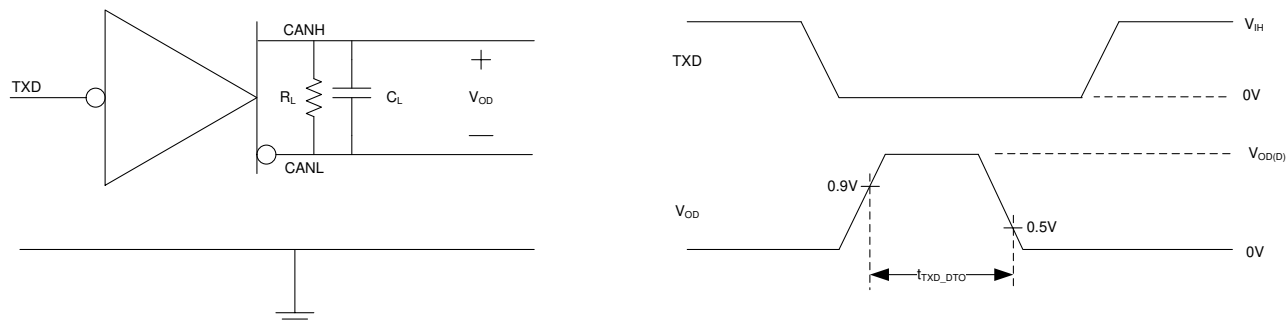 CANH
TXD
R_L
C_L
+
V_OD
—
CANL
V_IH
TXD
0V
V_OD(D)
0.9V
V_OD
0.5V
0V
t_TXD_DTO